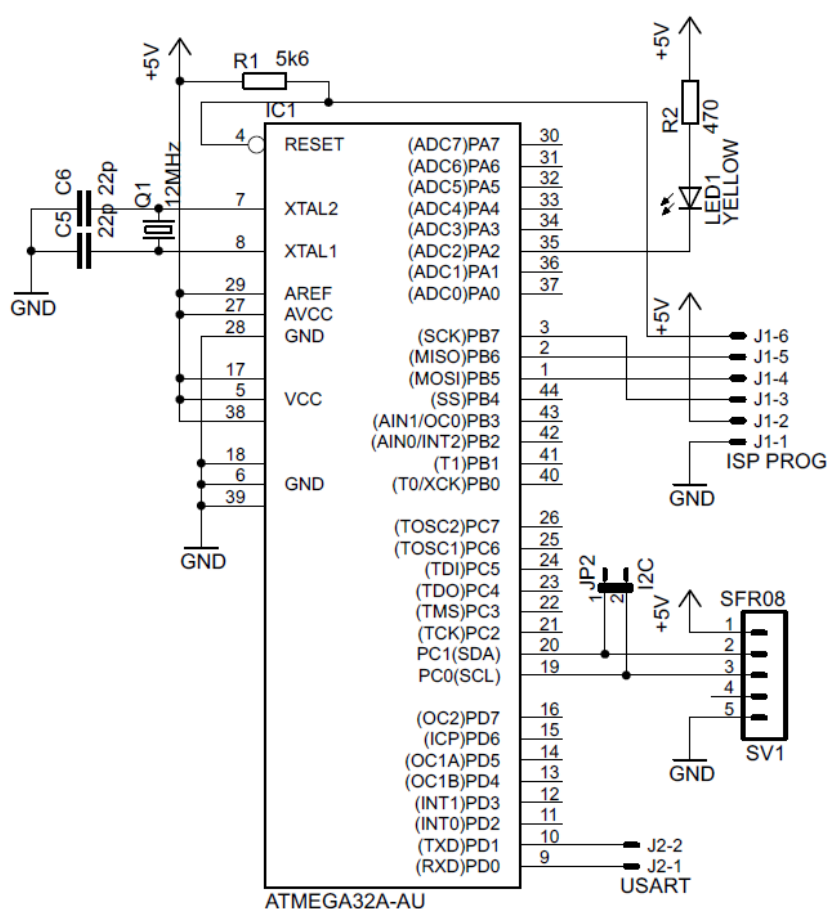 +5V
R1 5k6
IC1
C6 22p
C5 22p
Q1 12MHz
GND
4 RESET
7 XTAL2
8 XTAL1
29 AREF
27 AVCC
28 GND
17
5 VCC
38
18
6 GND
39
GND
(ADC7)PA7 30
(ADC6)PA6 31
(ADC5)PA5 32
(ADC4)PA4 33
(ADC3)PA3 34
(ADC2)PA2 35
(ADC1)PA1 36
(ADC0)PA0 37
(SCK)PB7 3
(MISO)PB6 2
(MOSI)PB5 1
(SS)PB4 44
(AIN1/OC0)PB3 43
(AIN0/INT2)PB2 42
(T1)PB1 41
(T0/XCK)PB0 40
(TOSC2)PC7 26
(TOSC1)PC6 25
(TDI)PC5 24
(TDO)PC4 23
(TMS)PC3 22
(TCK)PC2 21
PC1(SDA) 20
PC0(SCL) 19
(OC2)PD7 16
(ICP)PD6 15
(OC1A)PD5 14
(OC1B)PD4 13
(INT1)PD3 12
(INT0)PD2 11
(TXD)PD1 10
(RXD)PD0 9
ATMEGA32A-AU
+5V
R2
470
LED1
YELLOW
+5V
J1-6
J1-5
J1-4
J1-3
J1-2
J1-1
ISP PROG
GND
JP2
1
2
I2C
+5V
SFR08
1
2
3
4
5
SV1
GND
J2-2
J2-1
USART